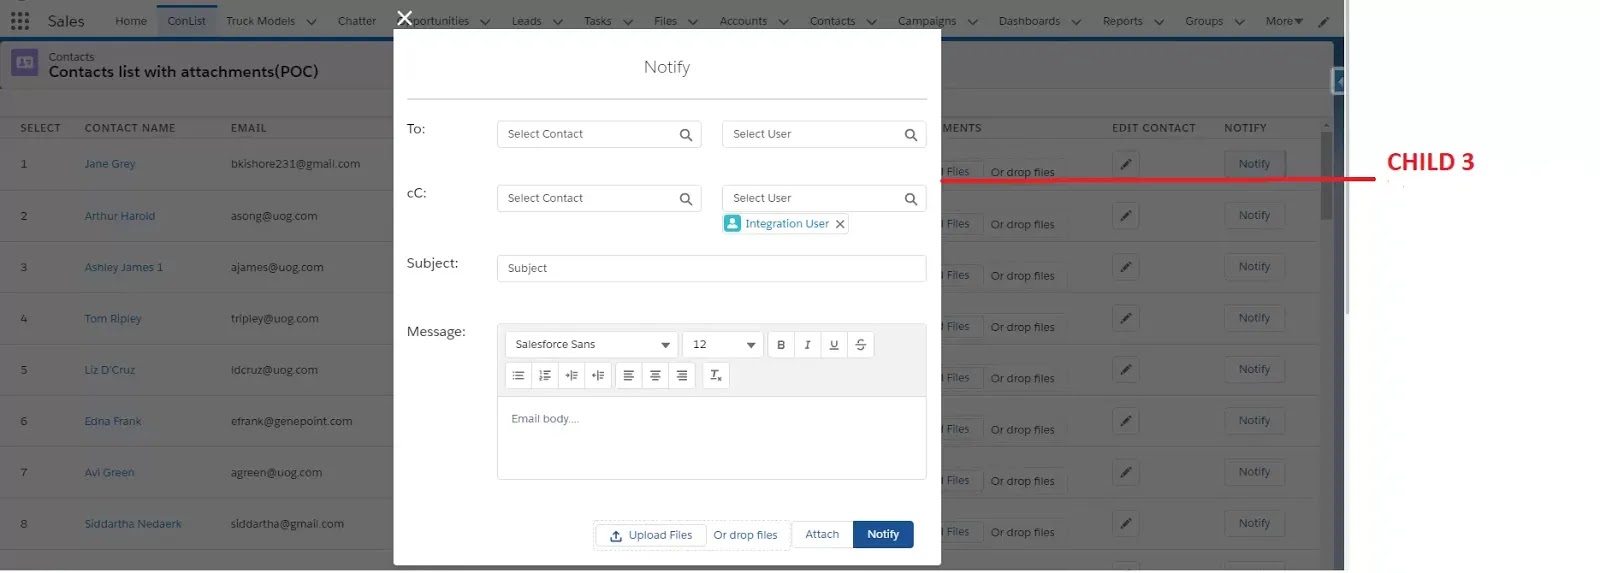 Sales Home ConList Truck Models Chatter Opportunities Leads Tasks Files Accounts Contacts Campaigns Dashboards Reports Groups More
Contacts
Contacts list with attachments(POC)
Notify
SELECT CONTACT NAME EMAIL MENTS EDIT CONTACT NOTIFY
To: Select Contact Select User
1 Jane Grey bkishore231@gmail.com Files Or drop files Notify
CHILD 3
cC: Select Contact Select User
Integration User
2 Arthur Harold asong@uog.com Files Or drop files Notify
Subject: Subject
3 Ashley James 1 ajames@uog.com Files Or drop files Notify
Message:
Salesforce Sans 12 B I U S
4 Tom Ripley tripley@uog.com Files Or drop files Notify
5 Liz D'Cruz ldcruz@uog.com Files Or drop files Notify
Email body....
6 Edna Frank efrank@genepoint.com Files Or drop files Notify
7 Avi Green agreen@uog.com Files Or drop files Notify
8 Siddartha Nedaerk siddartha@gmail.com Files Or drop files Notify
Upload Files Or drop files Attach Notify